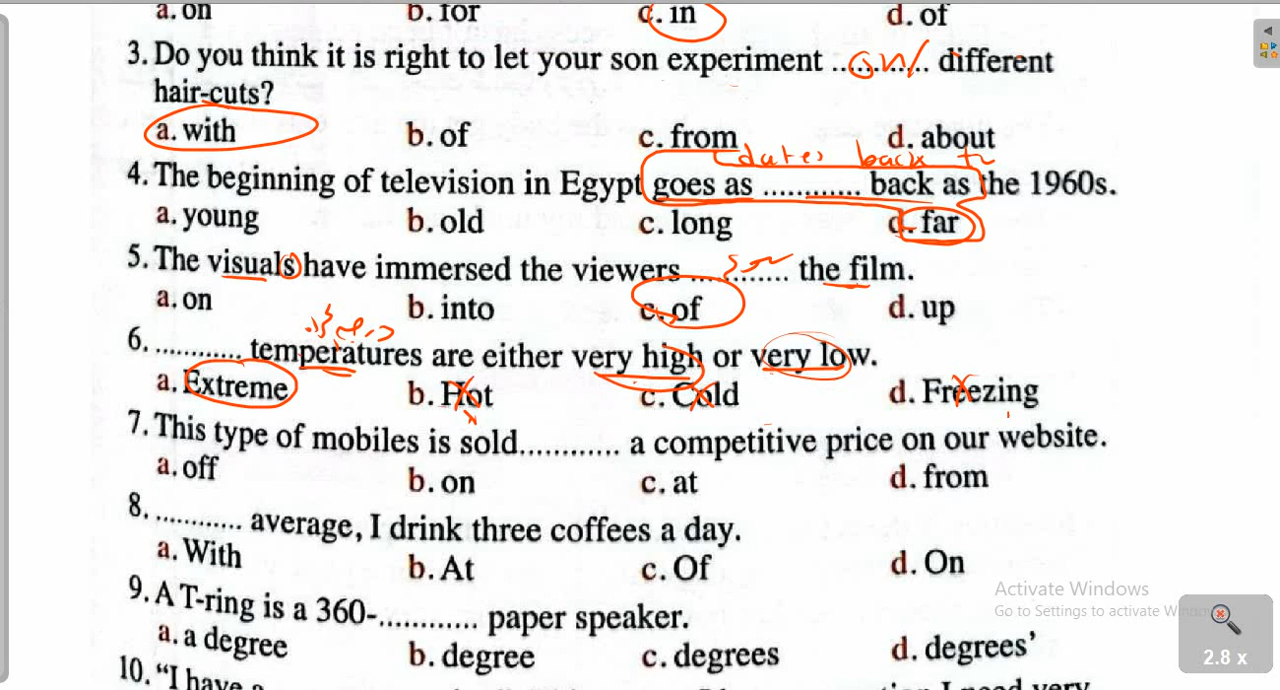 a. on b. for c. in d. of
3. Do you think it is right to let your son experiment ............ different
on
hair-cuts?
a. with b. of c. from d. about
dates back to
4. The beginning of television in Egypt goes as ............ back as the 1960s.
a. young b. old c. long d. far
5. The visuals have immersed the viewers ............ the film.
a. on b. into c. of d. up
6. ............ temperatures are either very high or very low.
a. Extreme b. Hot c. Cold d. Freezing
7. This type of mobiles is sold............ a competitive price on our website.
a. off b. on c. at d. from
8. ............ average, I drink three coffees a day.
a. With b. At c. Of d. On
Activate Windows
Go to Settings to activate
9. A T-ring is a 360-............ paper speaker.
a. a degree b. degree c. degrees d. degrees'
2.8 x
10. "I have a I need very